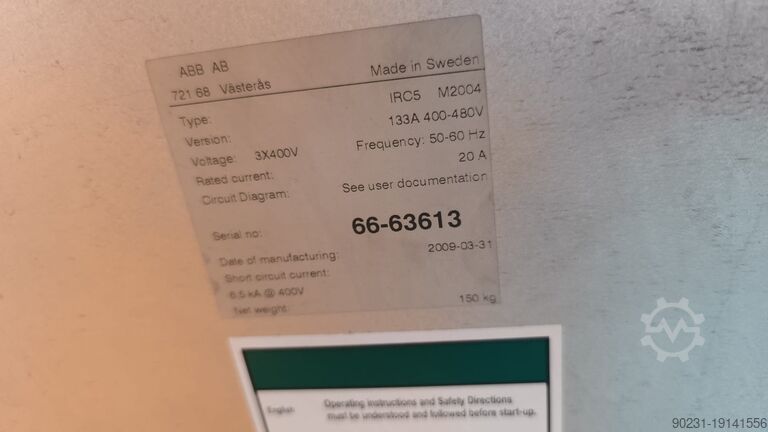 ABB AB
721 68 Västerås Made in Sweden
Type: IRC5 M2004
Version: 133A 400-480V
Voltage: 3X400V Frequency: 50-60 Hz
Rated current: 20 A
Circuit Diagram: See user documentation
Serial no: 66-63613
Date of manufacturing: 2009-03-31
Short circuit current:
6.5 kA @ 400V
Net weight: 150 kg
English Operating instructions and Safety Directions
must be understood and followed before start-up.
90231-19141556